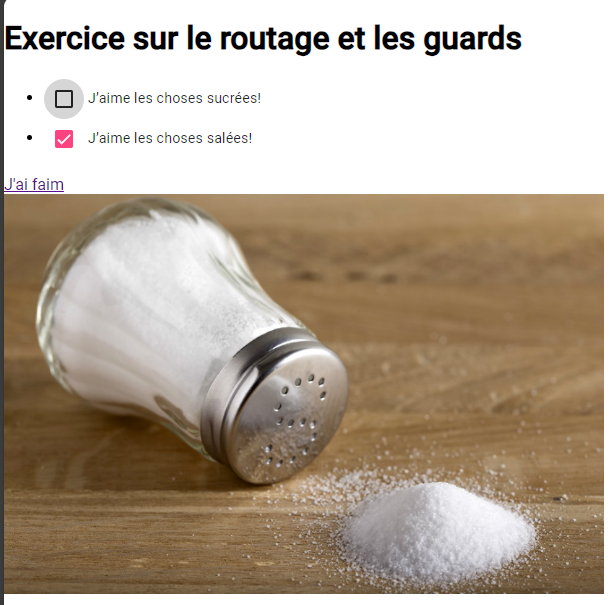 Exercice sur le routage et les guards
J'aime les choses sucrées!
J'aime les choses salées!
J'ai faim
S